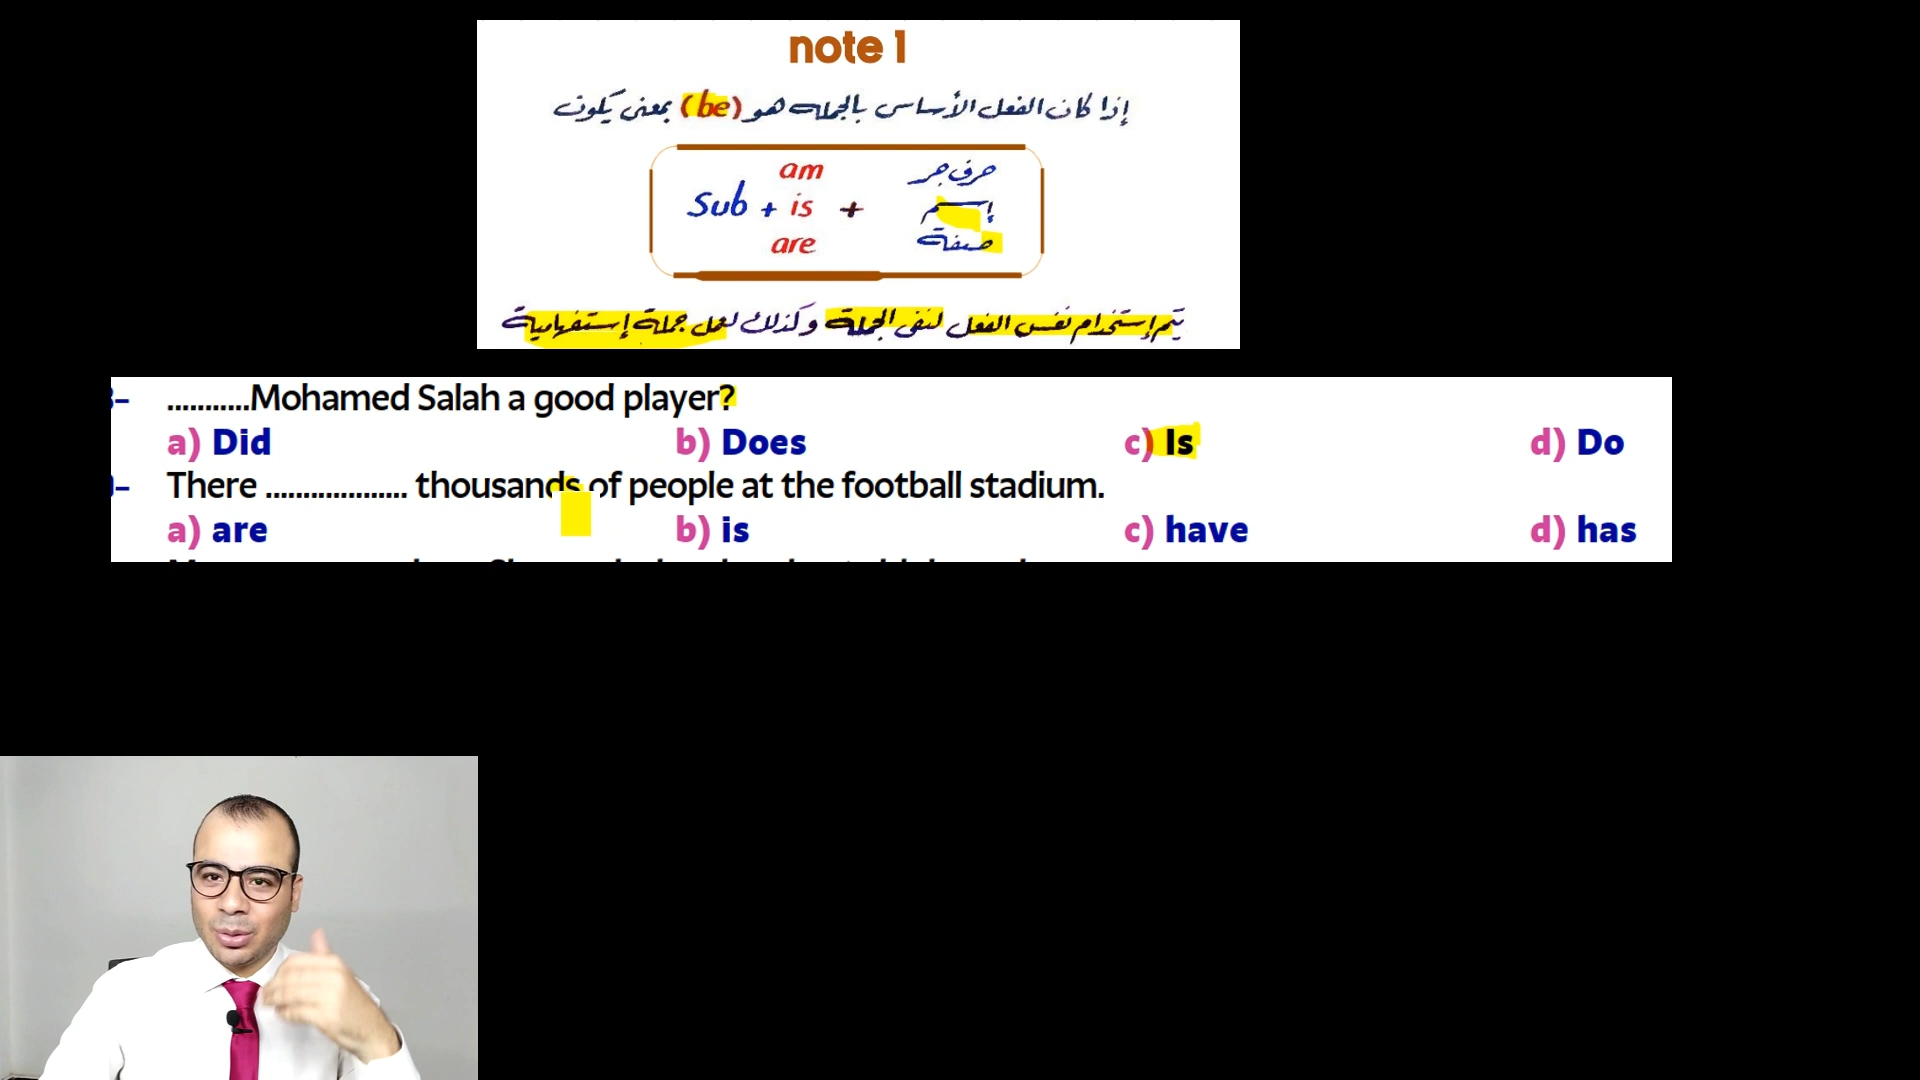 note 1
إذا كان الفعل الأساسى بالجملة هو (be) بمعنى يكون
am
حرف جر
Sub + is +
إسم
are
صفة
يتم إستخدام نفس الفعل لنفى الجملة وكذلك لعمل جملة إستفهامية
...........Mohamed Salah a good player?
a) Did b) Does c) Is d) Do
There ................... thousands of people at the football stadium.
a) are b) is c) have d) has